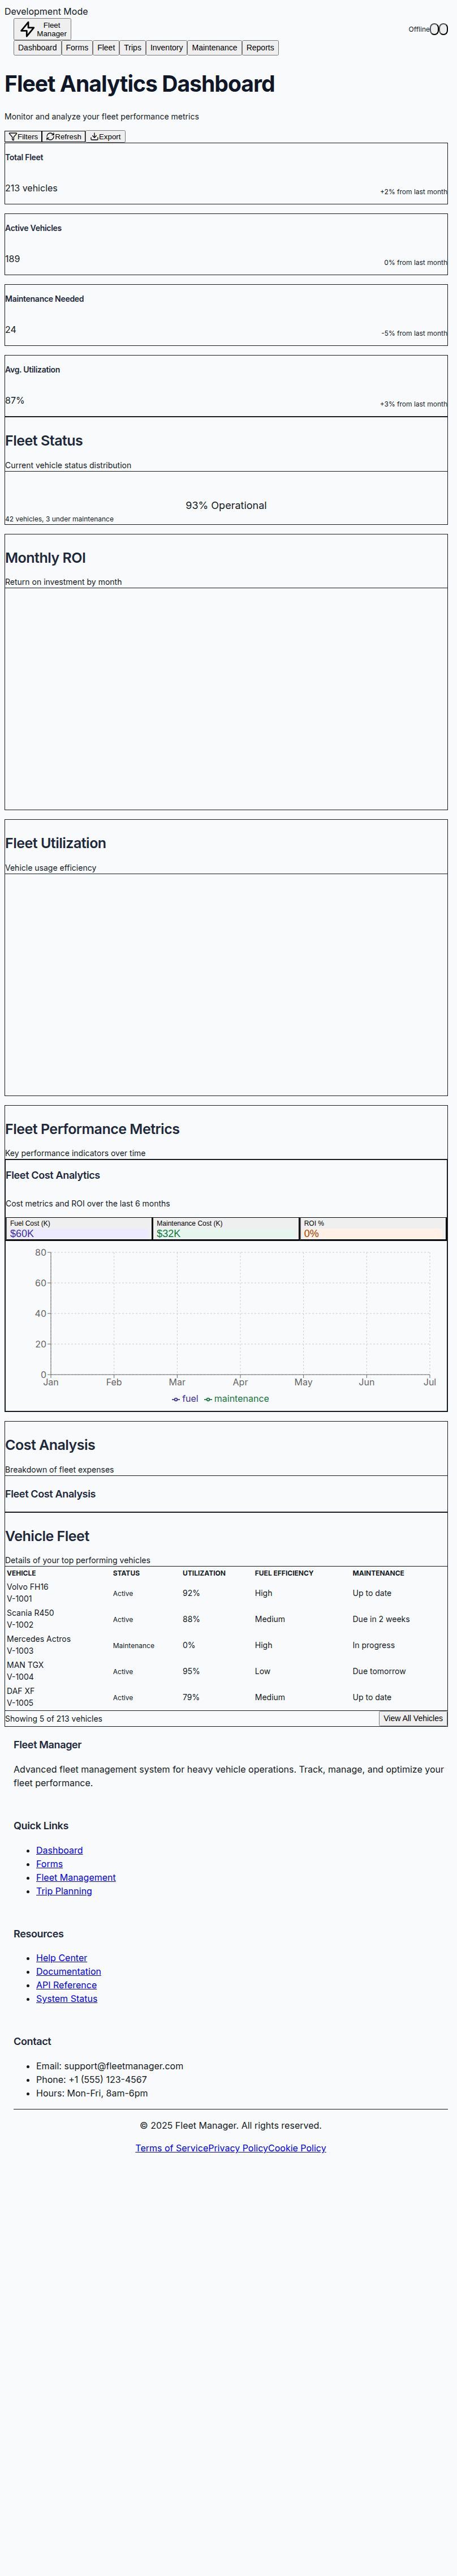 Development Mode
Fleet
Manager
Offline
Dashboard Forms Fleet Trips Inventory Maintenance Reports
Fleet Analytics Dashboard
Monitor and analyze your fleet performance metrics
Filters Refresh Export
Total Fleet
213 vehicles
+2% from last month
Active Vehicles
189
0% from last month
Maintenance Needed
24
-5% from last month
Avg. Utilization
87%
+3% from last month
Fleet Status
Current vehicle status distribution
93% Operational
42 vehicles, 3 under maintenance
Monthly ROI
Return on investment by month
Fleet Utilization
Vehicle usage efficiency
Fleet Performance Metrics
Key performance indicators over time
Fleet Cost Analytics
Cost metrics and ROI over the last 6 months
Fuel Cost (K) Maintenance Cost (K) ROI %
$60K $32K 0%
80
60
40
20
0
Jan Feb Mar Apr May Jun Jul
fuel maintenance
Cost Analysis
Breakdown of fleet expenses
Fleet Cost Analysis
Vehicle Fleet
Details of your top performing vehicles
VEHICLE STATUS UTILIZATION FUEL EFFICIENCY MAINTENANCE
Volvo FH16
V-1001
Active 92% High Up to date
Scania R450
V-1002
Active 88% Medium Due in 2 weeks
Mercedes Actros
V-1003
Maintenance 0% High In progress
MAN TGX
V-1004
Active 95% Low Due tomorrow
DAF XF
V-1005
Active 79% Medium Up to date
Showing 5 of 213 vehicles View All Vehicles
Fleet Manager
Advanced fleet management system for heavy vehicle operations. Track, manage, and optimize your
fleet performance.
Quick Links
Dashboard
Forms
Fleet Management
Trip Planning
Resources
Help Center
Documentation
API Reference
System Status
Contact
Email: support@fleetmanager.com
Phone: +1 (555) 123-4567
Hours: Mon-Fri, 8am-6pm
© 2025 Fleet Manager. All rights reserved.
Terms of ServicePrivacy PolicyCookie Policy